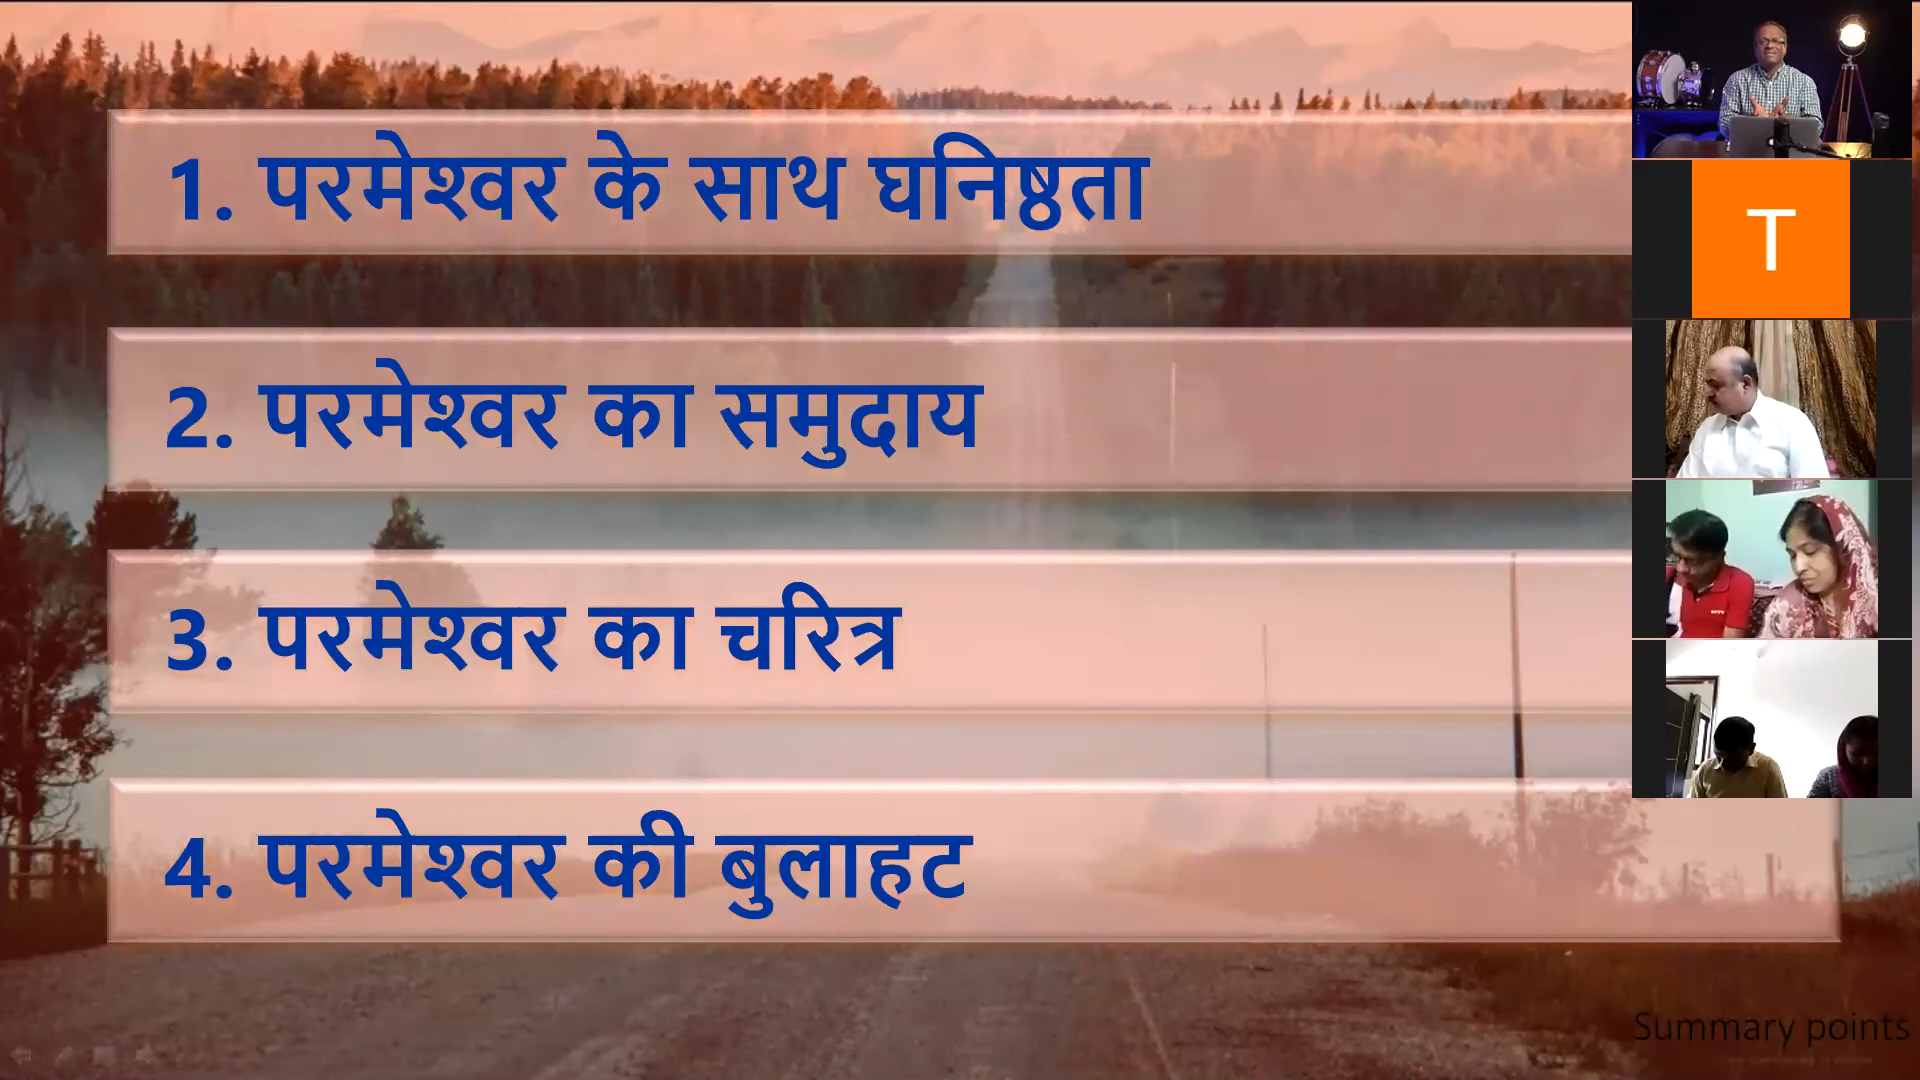 1. परमेश्वर के साथ घनिष्ठता
T
2. परमेश्वर का समुदाय
3. परमेश्वर का चरित्र
4. परमेश्वर की बुलाहट
Summary points